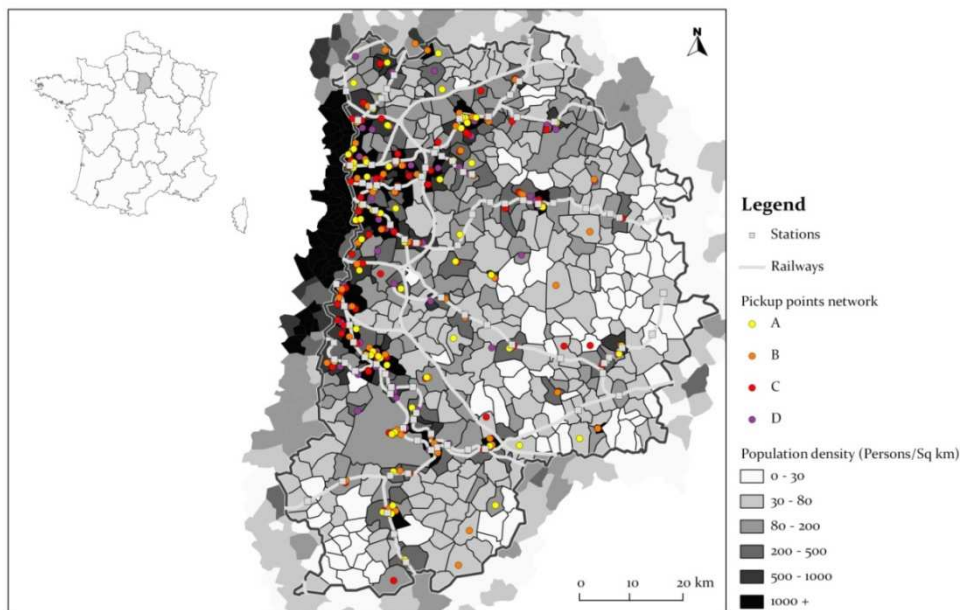 N
Legend
Stations
Railways
Pickup points network
A
B
C
D
Population density (Persons/Sq km)
0 - 30
30 - 80
80 - 200
200 - 500
500 - 1000
1000 +
0 10 20 km